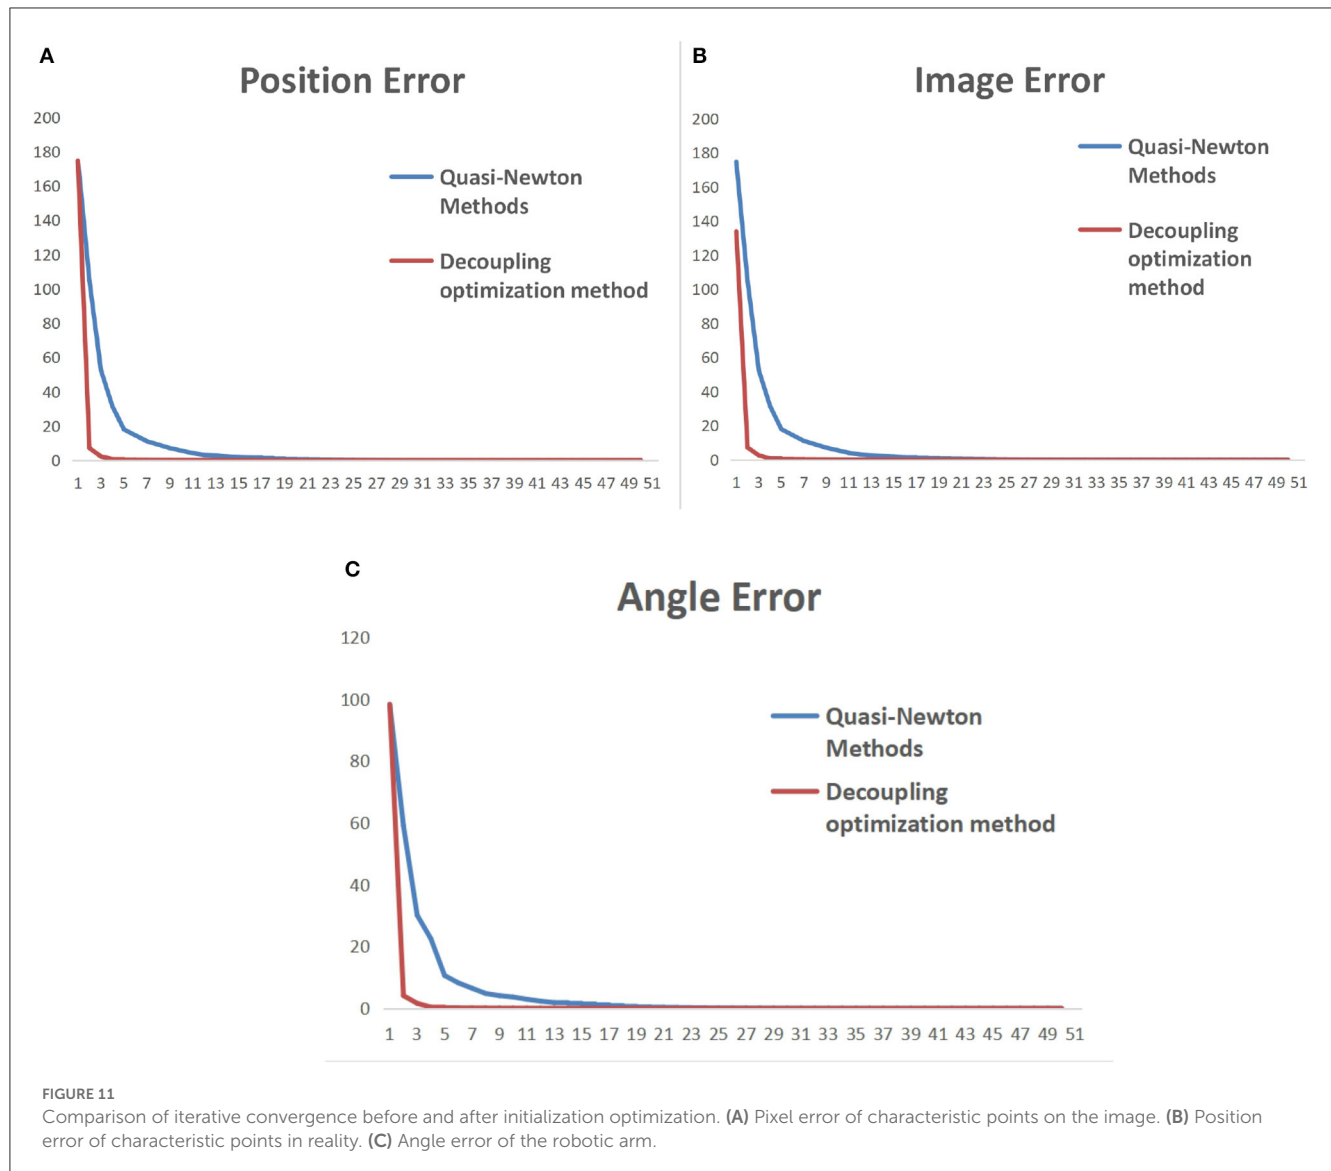 A
Position Error
200
180
160
140
120
100
80
60
40
20
0
Quasi-Newton
Methods
Decoupling
optimization method
1 3 5 7 9 11 13 15 17 19 21 23 25 27 29 31 33 35 37 39 41 43 45 47 49 51
B
Image Error
200
180
160
140
120
100
80
60
40
20
0
Quasi-Newton
Methods
Decoupling
optimization
method
1 3 5 7 9 11 13 15 17 19 21 23 25 27 29 31 33 35 37 39 41 43 45 47 49 51
C
Angle Error
120
100
80
60
40
20
0
Quasi-Newton
Methods
Decoupling
optimization method
1 3 5 7 9 11 13 15 17 19 21 23 25 27 29 31 33 35 37 39 41 43 45 47 49 51
FIGURE 11
Comparison of iterative convergence before and after initialization optimization. (A) Pixel error of characteristic points on the image. (B) Position
error of characteristic points in reality. (C) Angle error of the robotic arm.